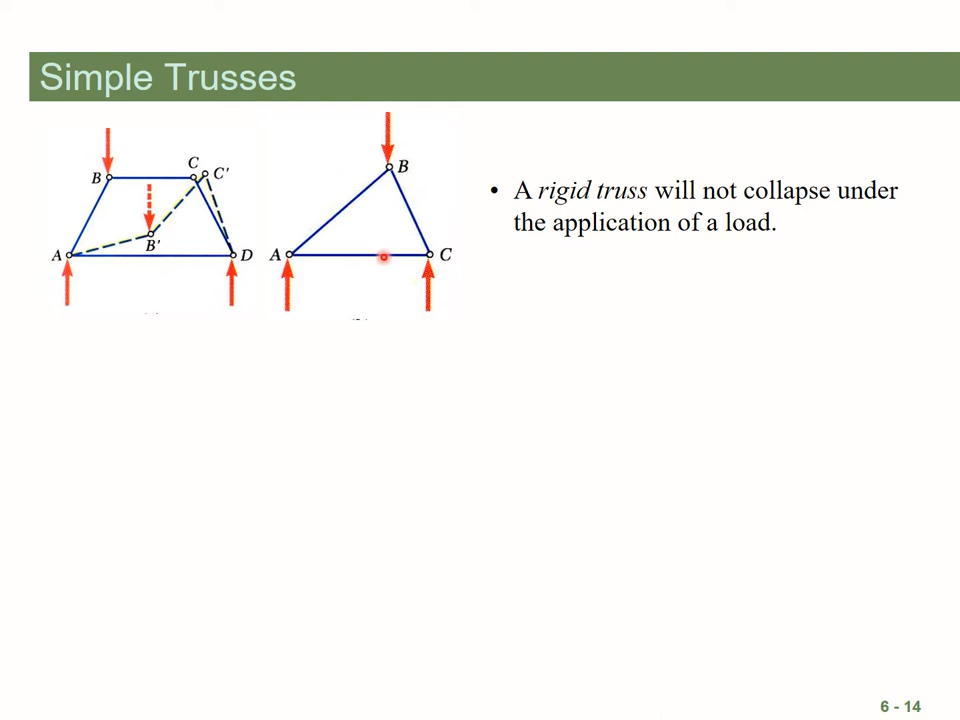 Simple Trusses
B
C
C'
B'
A
D
B
A
C
• A rigid truss will not collapse under
the application of a load.
6 - 14